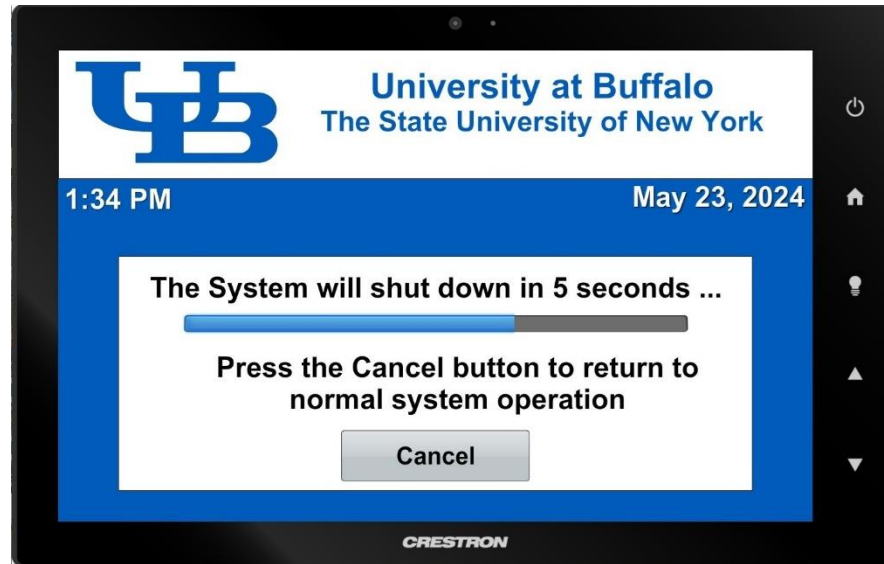 UB
University at Buffalo
The State University of New York
1:34 PM
May 23, 2024
The System will shut down in 5 seconds ...
Press the Cancel button to return to
normal system operation
Cancel
CRESTRON